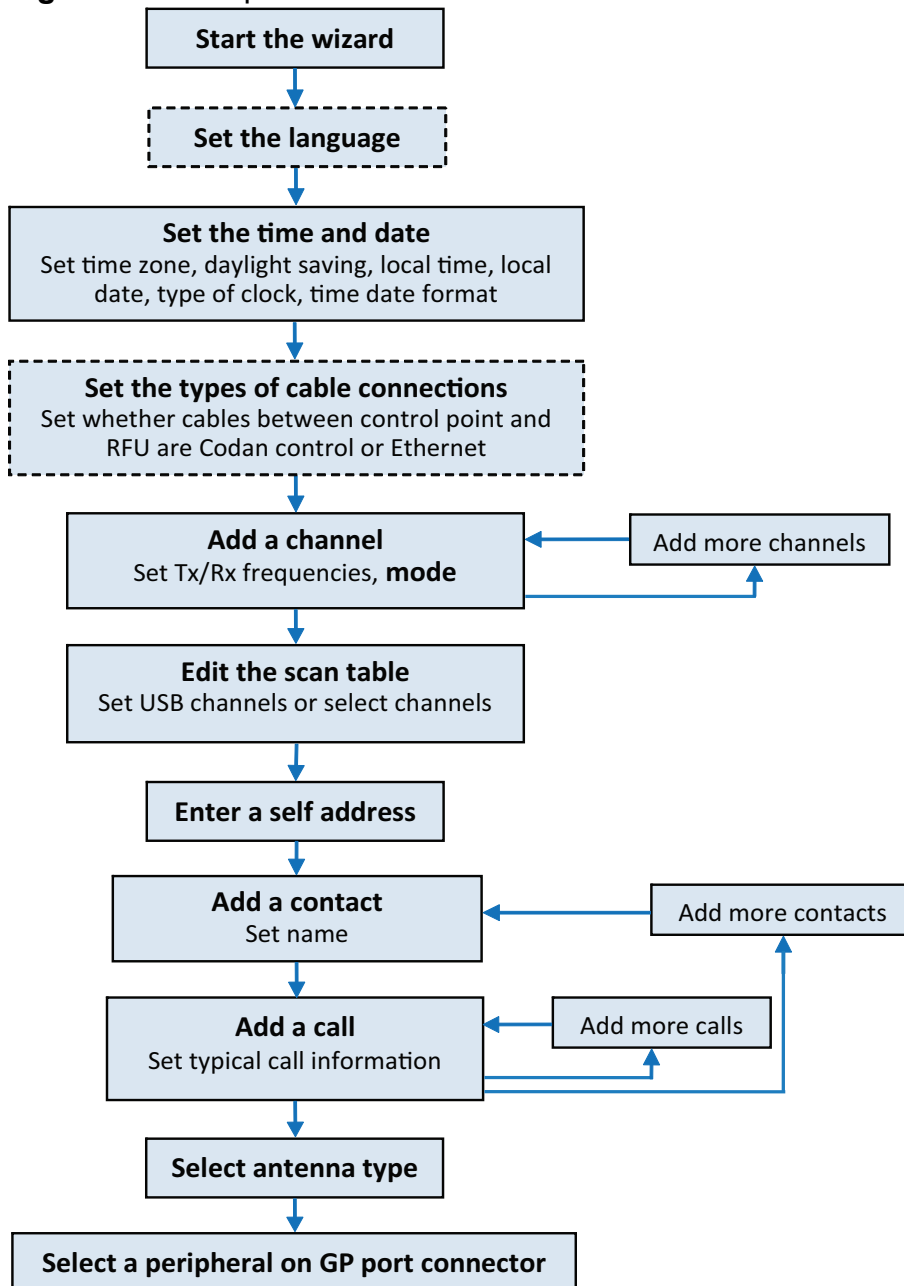 Start the wizard
Set the language
Set the time and date
Set time zone, daylight saving, local time, local
date, type of clock, time date format
Set the types of cable connections
Set whether cables between control point and
RFU are Codan control or Ethernet
Add a channel
Set Tx/Rx frequencies, mode
Add more channels
Edit the scan table
Set USB channels or select channels
Enter a self address
Add a contact
Set name
Add more contacts
Add a call
Set typical call information
Add more calls
Select antenna type
Select a peripheral on GP port connector